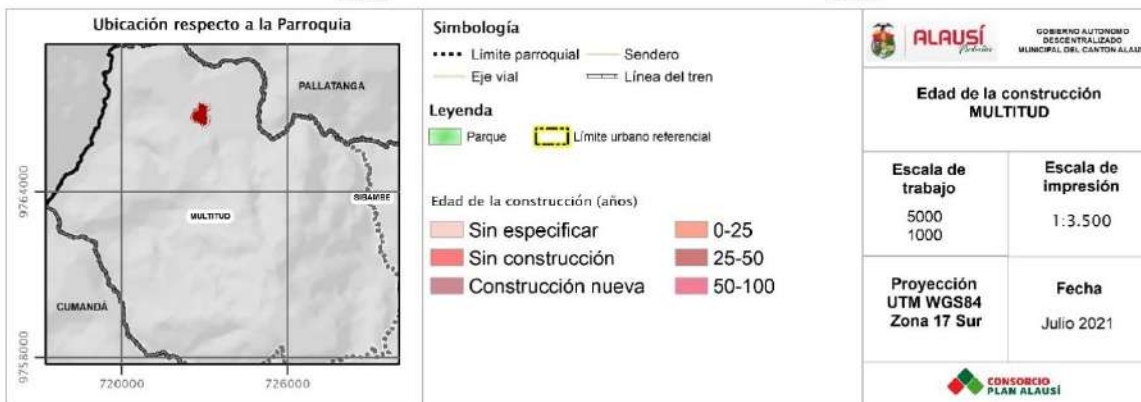 Ubicación respecto a la Parroquia
PALLATANGA
SIBAMBE
MULTITUD
CUMANDÁ
9764000
9758000
720000
726000
Simbología
Límite parroquial
Sendero
Eje vial
Línea del tren
Leyenda
Parque
Límite urbano referencial
Edad de la construcción (años)
Sin especificar
0-25
Sin construcción
25-50
Construcción nueva
50-100
ALAUSÍ
GOBIERNO AUTONOMO
DESCENTRALIZADO
MUNICIPAL DEL CANTON ALAUSI
Edad de la construcción
MULTITUD
Escala de
trabajo
5000
1000
Escala de
impresión
1:3.500
Proyección
UTM WGS84
Zona 17 Sur
Fecha
Julio 2021
CONSORCIO
PLAN ALAUSÍ